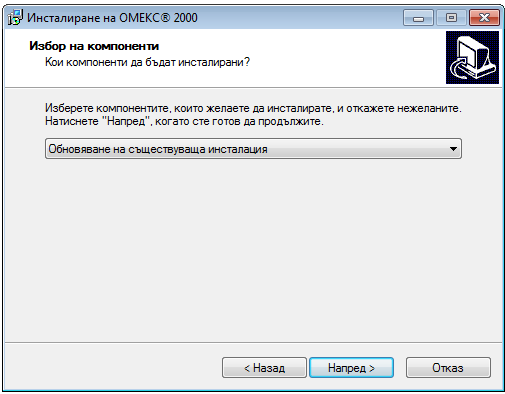 Инсталиране на ОМЕКС® 2000
Избор на компоненти
Кои компоненти да бъдат инсталирани?
Изберете компонентите, които желаете да инсталирате, и откажете нежеланите.
Натиснете "Напред", когато сте готов да продължите.
Обновяване на съществуваща инсталация
< Назад
Напред >
Отказ